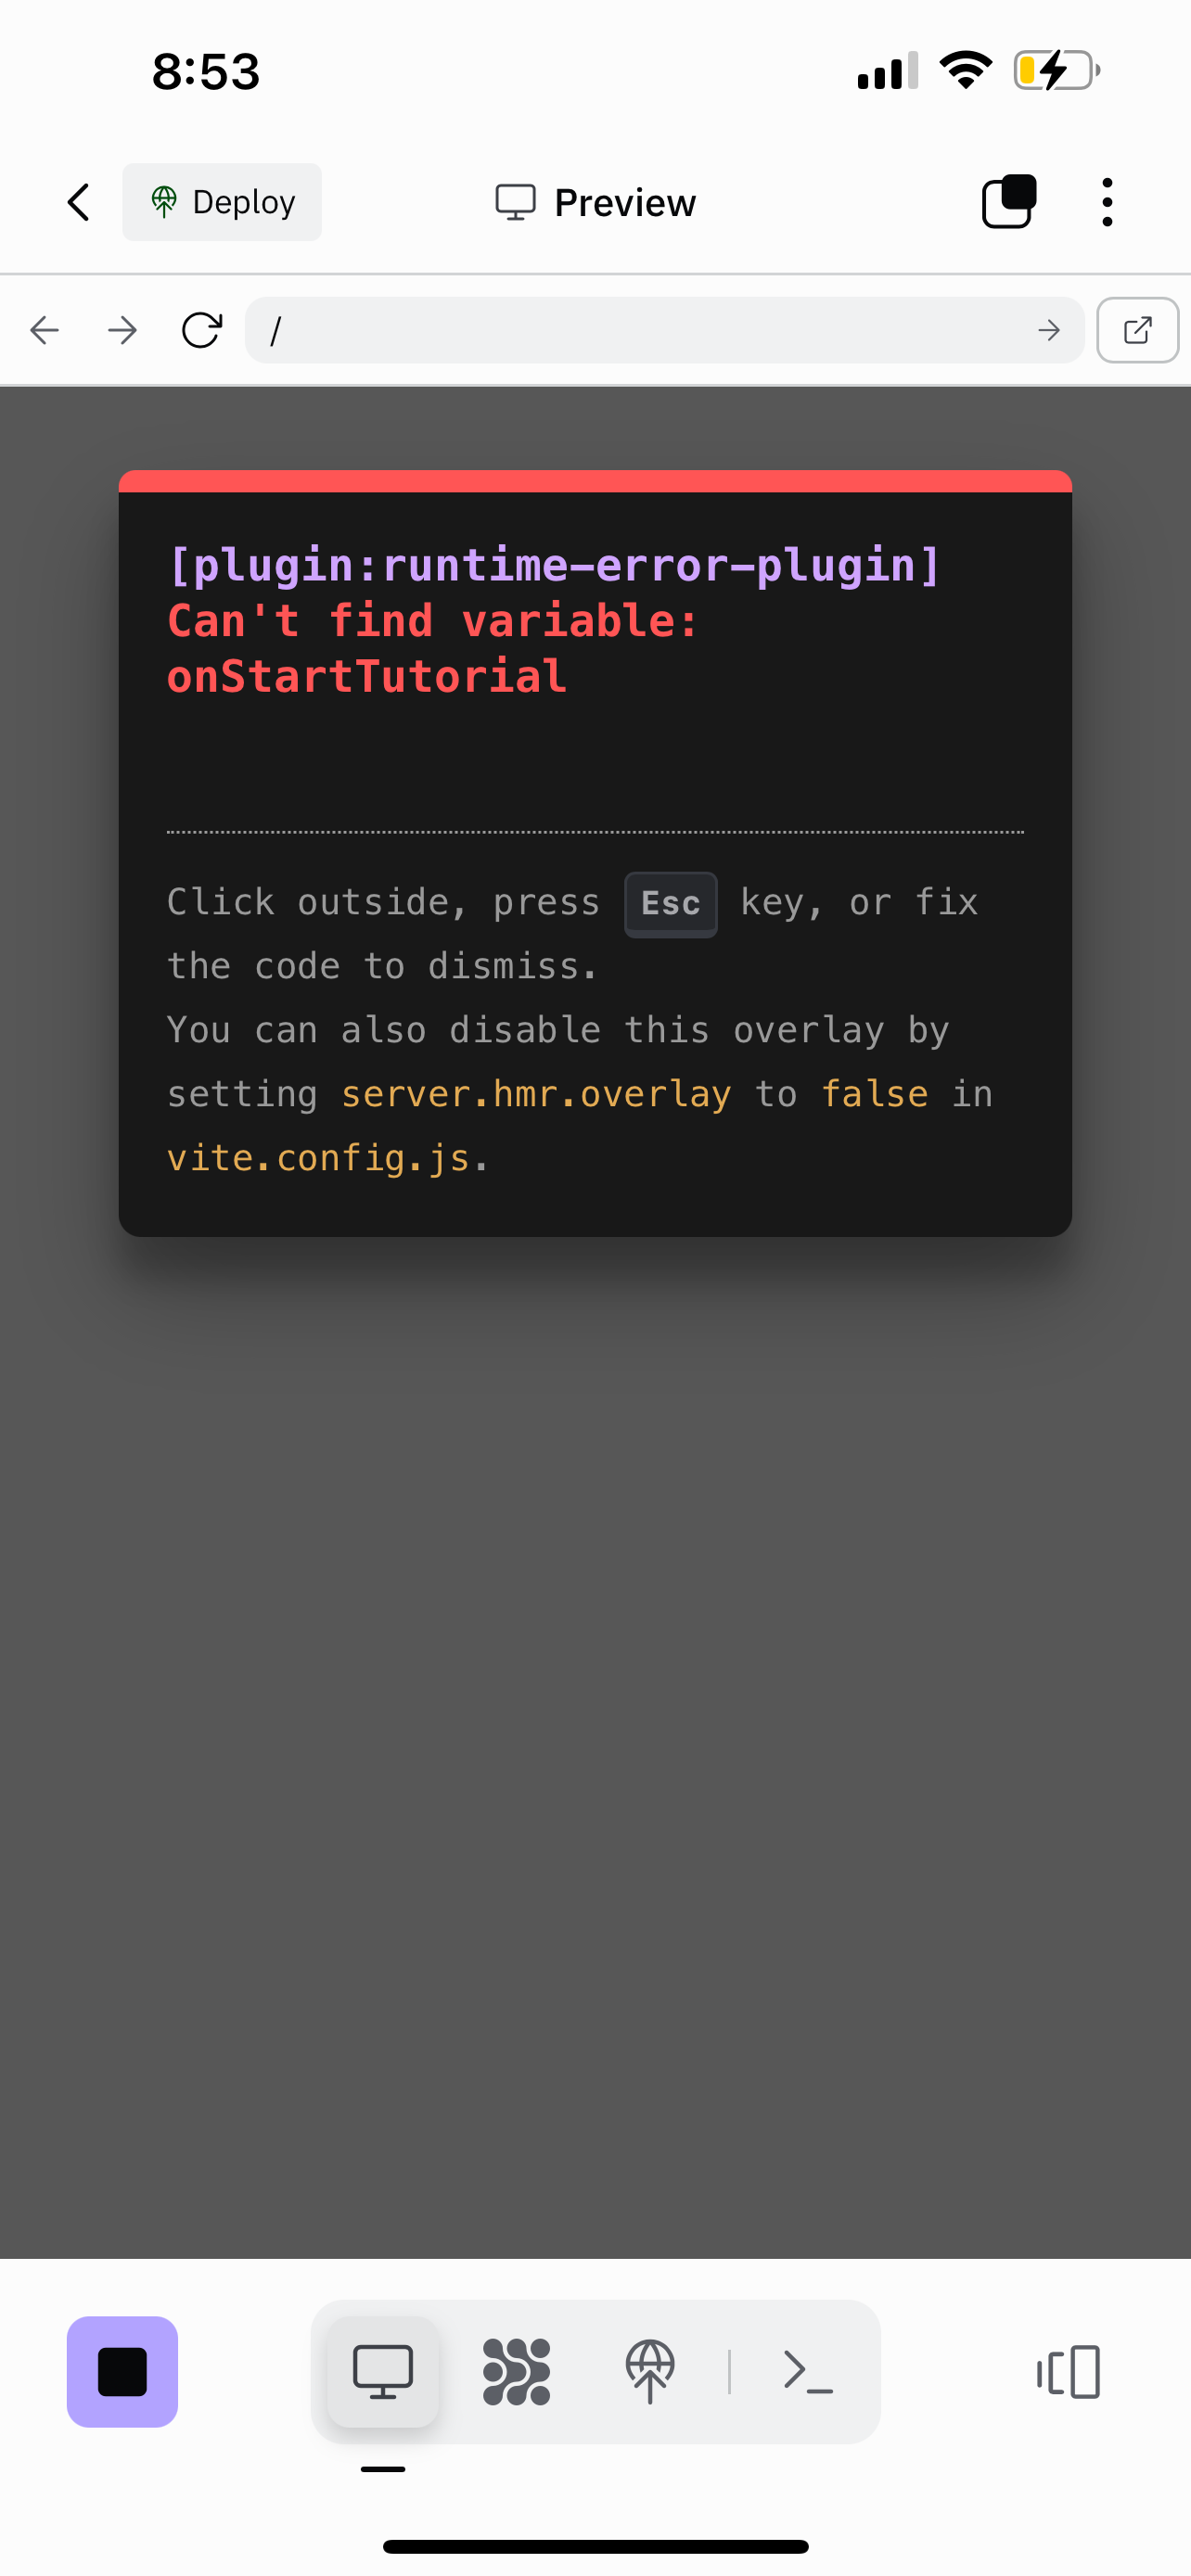 8:53
Deploy
Preview
/
[plugin:runtime-error-plugin]
Can't find variable:
onStartTutorial
Click outside, press Esc key, or fix
the code to dismiss.
You can also disable this overlay by
setting server.hmr.overlay to false in
vite.config.js.